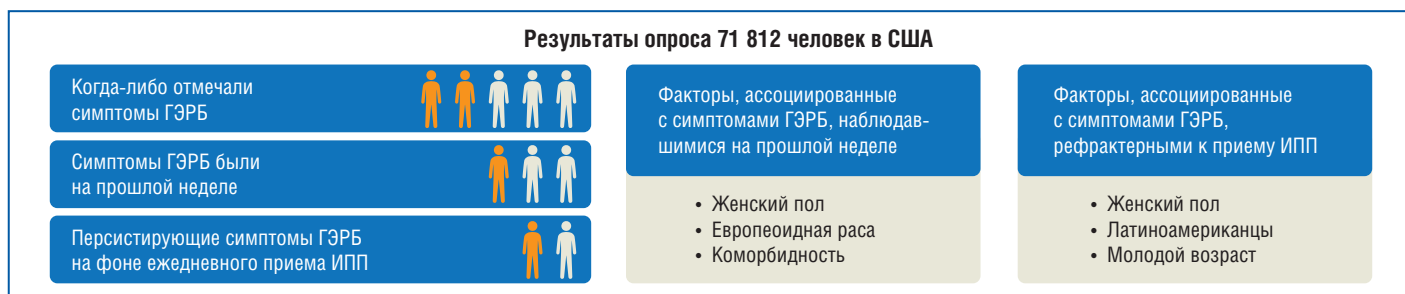 Результаты опроса 71 812 человек в США
Когда-либо отмечали
симптомы ГЭРБ
Симптомы ГЭРБ были
на прошлой неделе
Персистирующие симптомы ГЭРБ
на фоне ежедневного приема ИПП
Факторы, ассоциированные
с симптомами ГЭРБ, наблюдав-
шимися на прошлой неделе
• Женский пол
• Европеоидная раса
• Коморбидность
Факторы, ассоциированные
с симптомами ГЭРБ,
рефрактерными к приему ИПП
• Женский пол
• Латиноамериканцы
• Молодой возраст